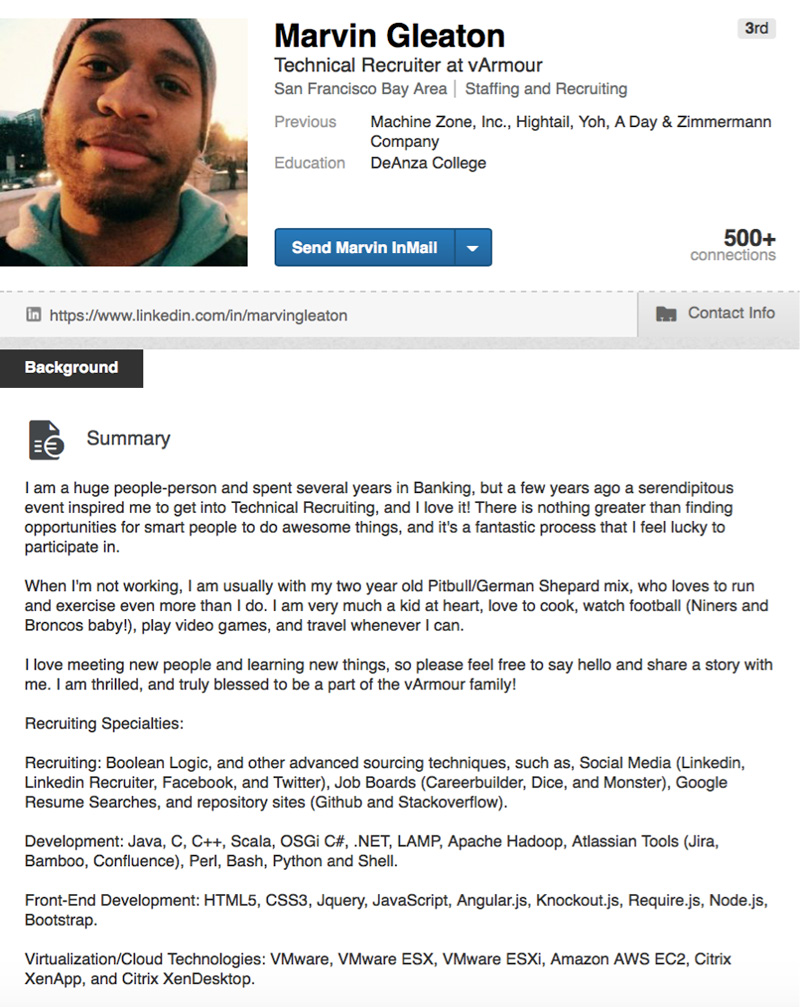 Marvin Gleaton
3rd
Technical Recruiter at vArmour
San Francisco Bay Area | Staffing and Recruiting
Previous Machine Zone, Inc., Hightail, Yoh, A Day & Zimmermann
Company
Education DeAnza College
Send Marvin InMail
500+
connections
in https://www.linkedin.com/in/marvingleaton
Contact Info
Background
Summary
I am a huge people-person and spent several years in Banking, but a few years ago a serendipitous
event inspired me to get into Technical Recruiting, and I love it! There is nothing greater than finding
opportunities for smart people to do awesome things, and it's a fantastic process that I feel lucky to
participate in.
When I'm not working, I am usually with my two year old Pitbull/German Shepard mix, who loves to run
and exercise even more than I do. I am very much a kid at heart, love to cook, watch football (Niners and
Broncos baby!), play video games, and travel whenever I can.
I love meeting new people and learning new things, so please feel free to say hello and share a story with
me. I am thrilled, and truly blessed to be a part of the vArmour family!
Recruiting Specialties:
Recruiting: Boolean Logic, and other advanced sourcing techniques, such as, Social Media (Linkedin,
Linkedin Recruiter, Facebook, and Twitter), Job Boards (Careerbuilder, Dice, and Monster), Google
Resume Searches, and repository sites (Github and Stackoverflow).
Development: Java, C, C++, Scala, OSGi C#, .NET, LAMP, Apache Hadoop, Atlassian Tools (Jira,
Bamboo, Confluence), Perl, Bash, Python and Shell.
Front-End Development: HTML5, CSS3, Jquery, JavaScript, Angular.js, Knockout.js, Require.js, Node.js,
Bootstrap.
Virtualization/Cloud Technologies: VMware, VMware ESX, VMware ESXi, Amazon AWS EC2, Citrix
XenApp, and Citrix XenDesktop.